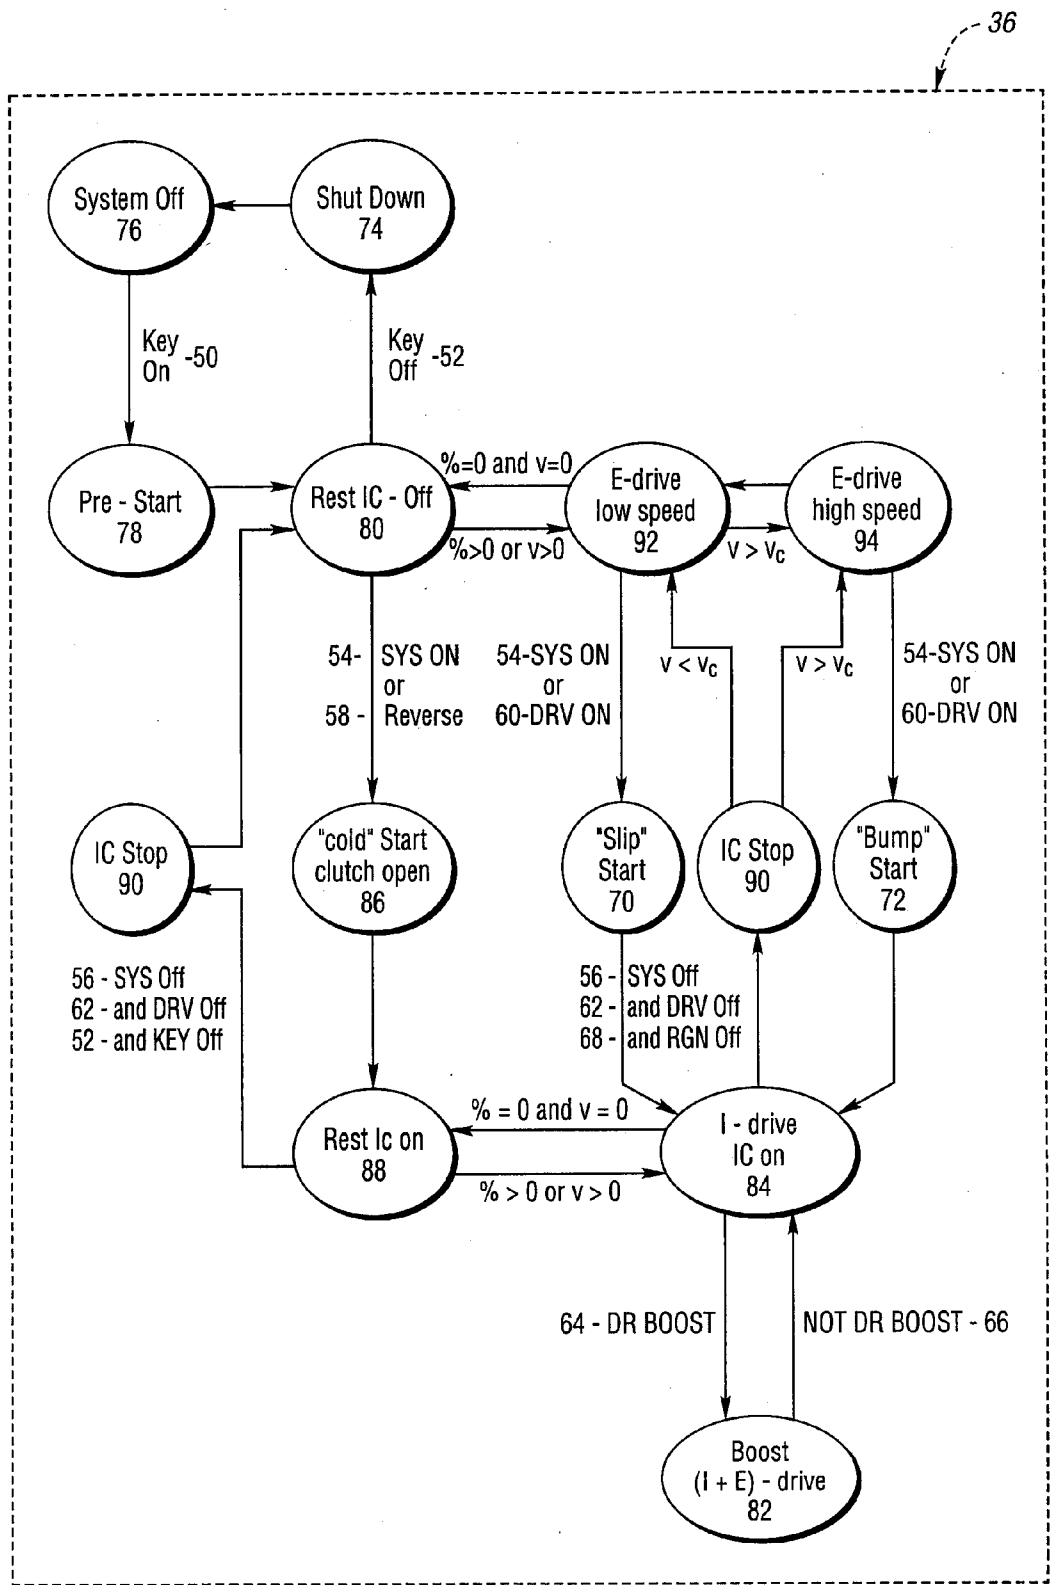 36
System Off
76
Shut Down
74
Key
On -50
Key
Off -52
Pre - Start
78
Rest IC - Off
80
%=0 and v=0
%>0 or v>0
E-drive
low speed
92
v > vc
E-drive
high speed
94
54- SYS ON
or
58 - Reverse
54-SYS ON
or
60-DRV ON
v < vc
v > vc
54-SYS ON
or
60-DRV ON
IC Stop
90
"cold" Start
clutch open
86
"Slip"
Start
70
IC Stop
90
"Bump"
Start
72
56 - SYS Off
62 - and DRV Off
52 - and KEY Off
56 - SYS Off
62 - and DRV Off
68 - and RGN Off
Rest Ic on
88
% = 0 and v = 0
% > 0 or v > 0
I - drive
IC on
84
64 - DR BOOST
NOT DR BOOST - 66
Boost
(I + E) - drive
82